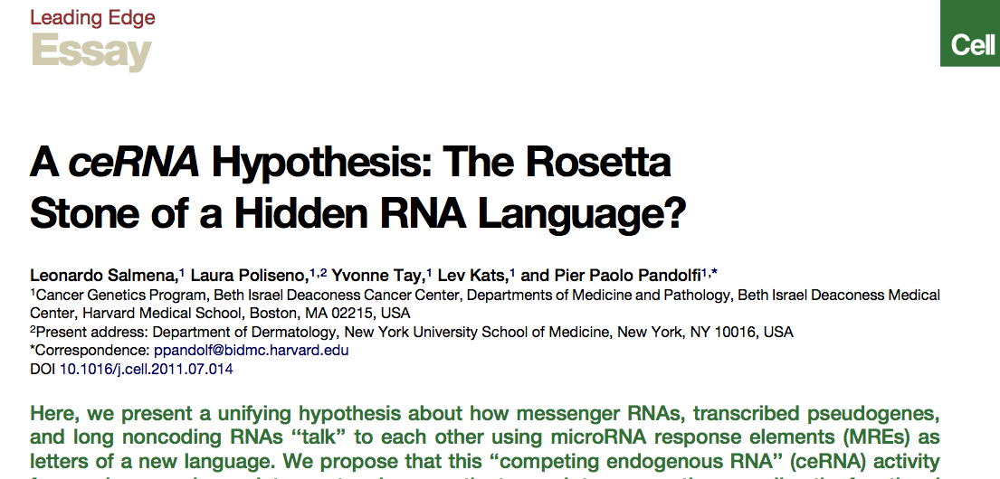 Leading Edge
Essay
Cell
A ceRNA Hypothesis: The Rosetta
Stone of a Hidden RNA Language?
Leonardo Salmena,1 Laura Poliseno,1,2 Yvonne Tay,1 Lev Kats,1 and Pier Paolo Pandolfi1,*
1Cancer Genetics Program, Beth Israel Deaconess Cancer Center, Departments of Medicine and Pathology, Beth Israel Deaconess Medical
Center, Harvard Medical School, Boston, MA 02215, USA
2Present address: Department of Dermatology, New York University School of Medicine, New York, NY 10016, USA
*Correspondence: ppandolf@bidmc.harvard.edu
DOI 10.1016/j.cell.2011.07.014
Here, we present a unifying hypothesis about how messenger RNAs, transcribed pseudogenes,
and long noncoding RNAs “talk” to each other using microRNA response elements (MREs) as
letters of a new language. We propose that this “competing endogenous RNA” (ceRNA) activity